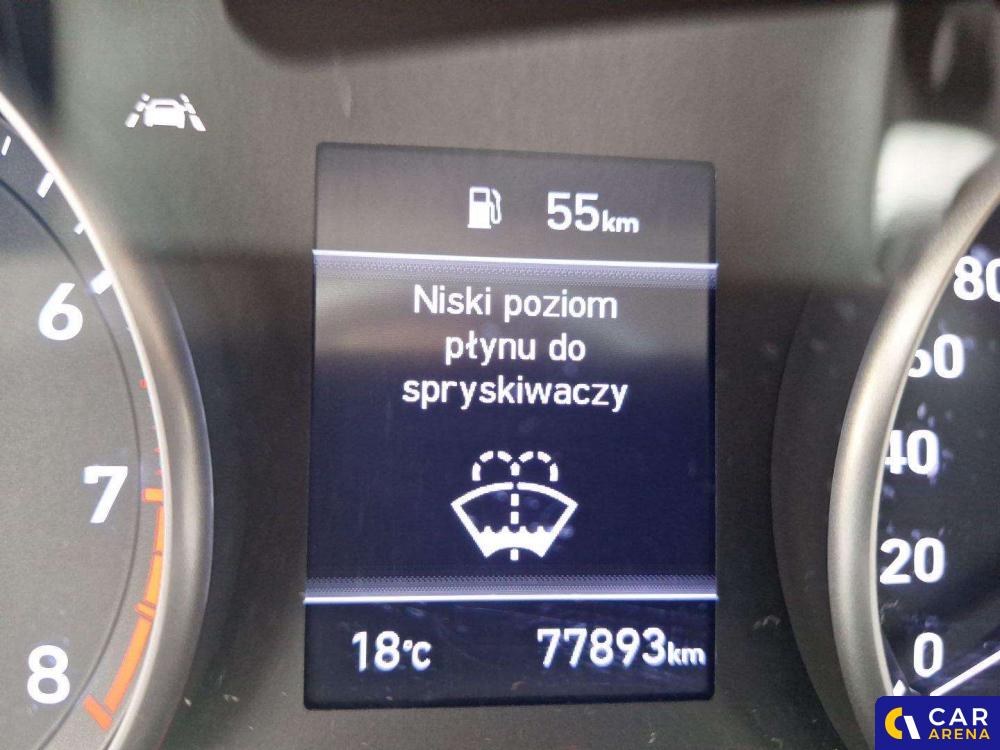 55km
Niski poziom
płynu do
spryskiwaczy
18°C 77893km
6
7
8
80
60
40
20
0
CAR
ARENA